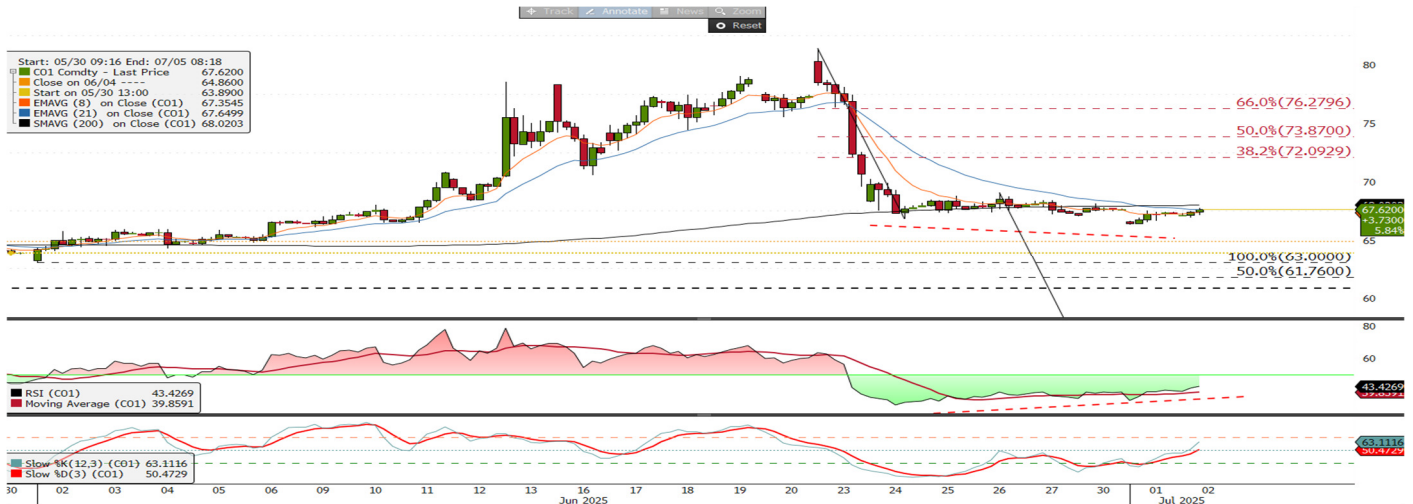 Track Annotate News Zoom
Reset
Start: 05/30 09:16 End: 07/05 08:18
CO1 Comdty - Last Price 67.6200
Close on 06/04 ---- 64.8600
Start on 05/30 13:00 63.8900
EMAVG (8) on Close (CO1) 67.3545
EMAVG (21) on Close (CO1) 67.6499
SMAVG (200) on Close (CO1) 68.0203
80
66.0%(76.2796)
75
50.0%(73.8700)
38.2%(72.0929)
70
67.6200
+3.7300
5.84%
65
100.0%(63.0000)
50.0%(61.7600)
60
80
60
RSI (CO1) 43.4269
Moving Average (CO1) 39.8591
43.4269
39.8591
Slow %K(12,3) (CO1) 63.1116
Slow %D(3) (CO1) 50.4729
63.1116
50.4729
30 02 03 04 05 06 09 10 11 12 13 16 17 18 19 20 23 24 25 26 27 30 01 02
Jun 2025 Jul 2025